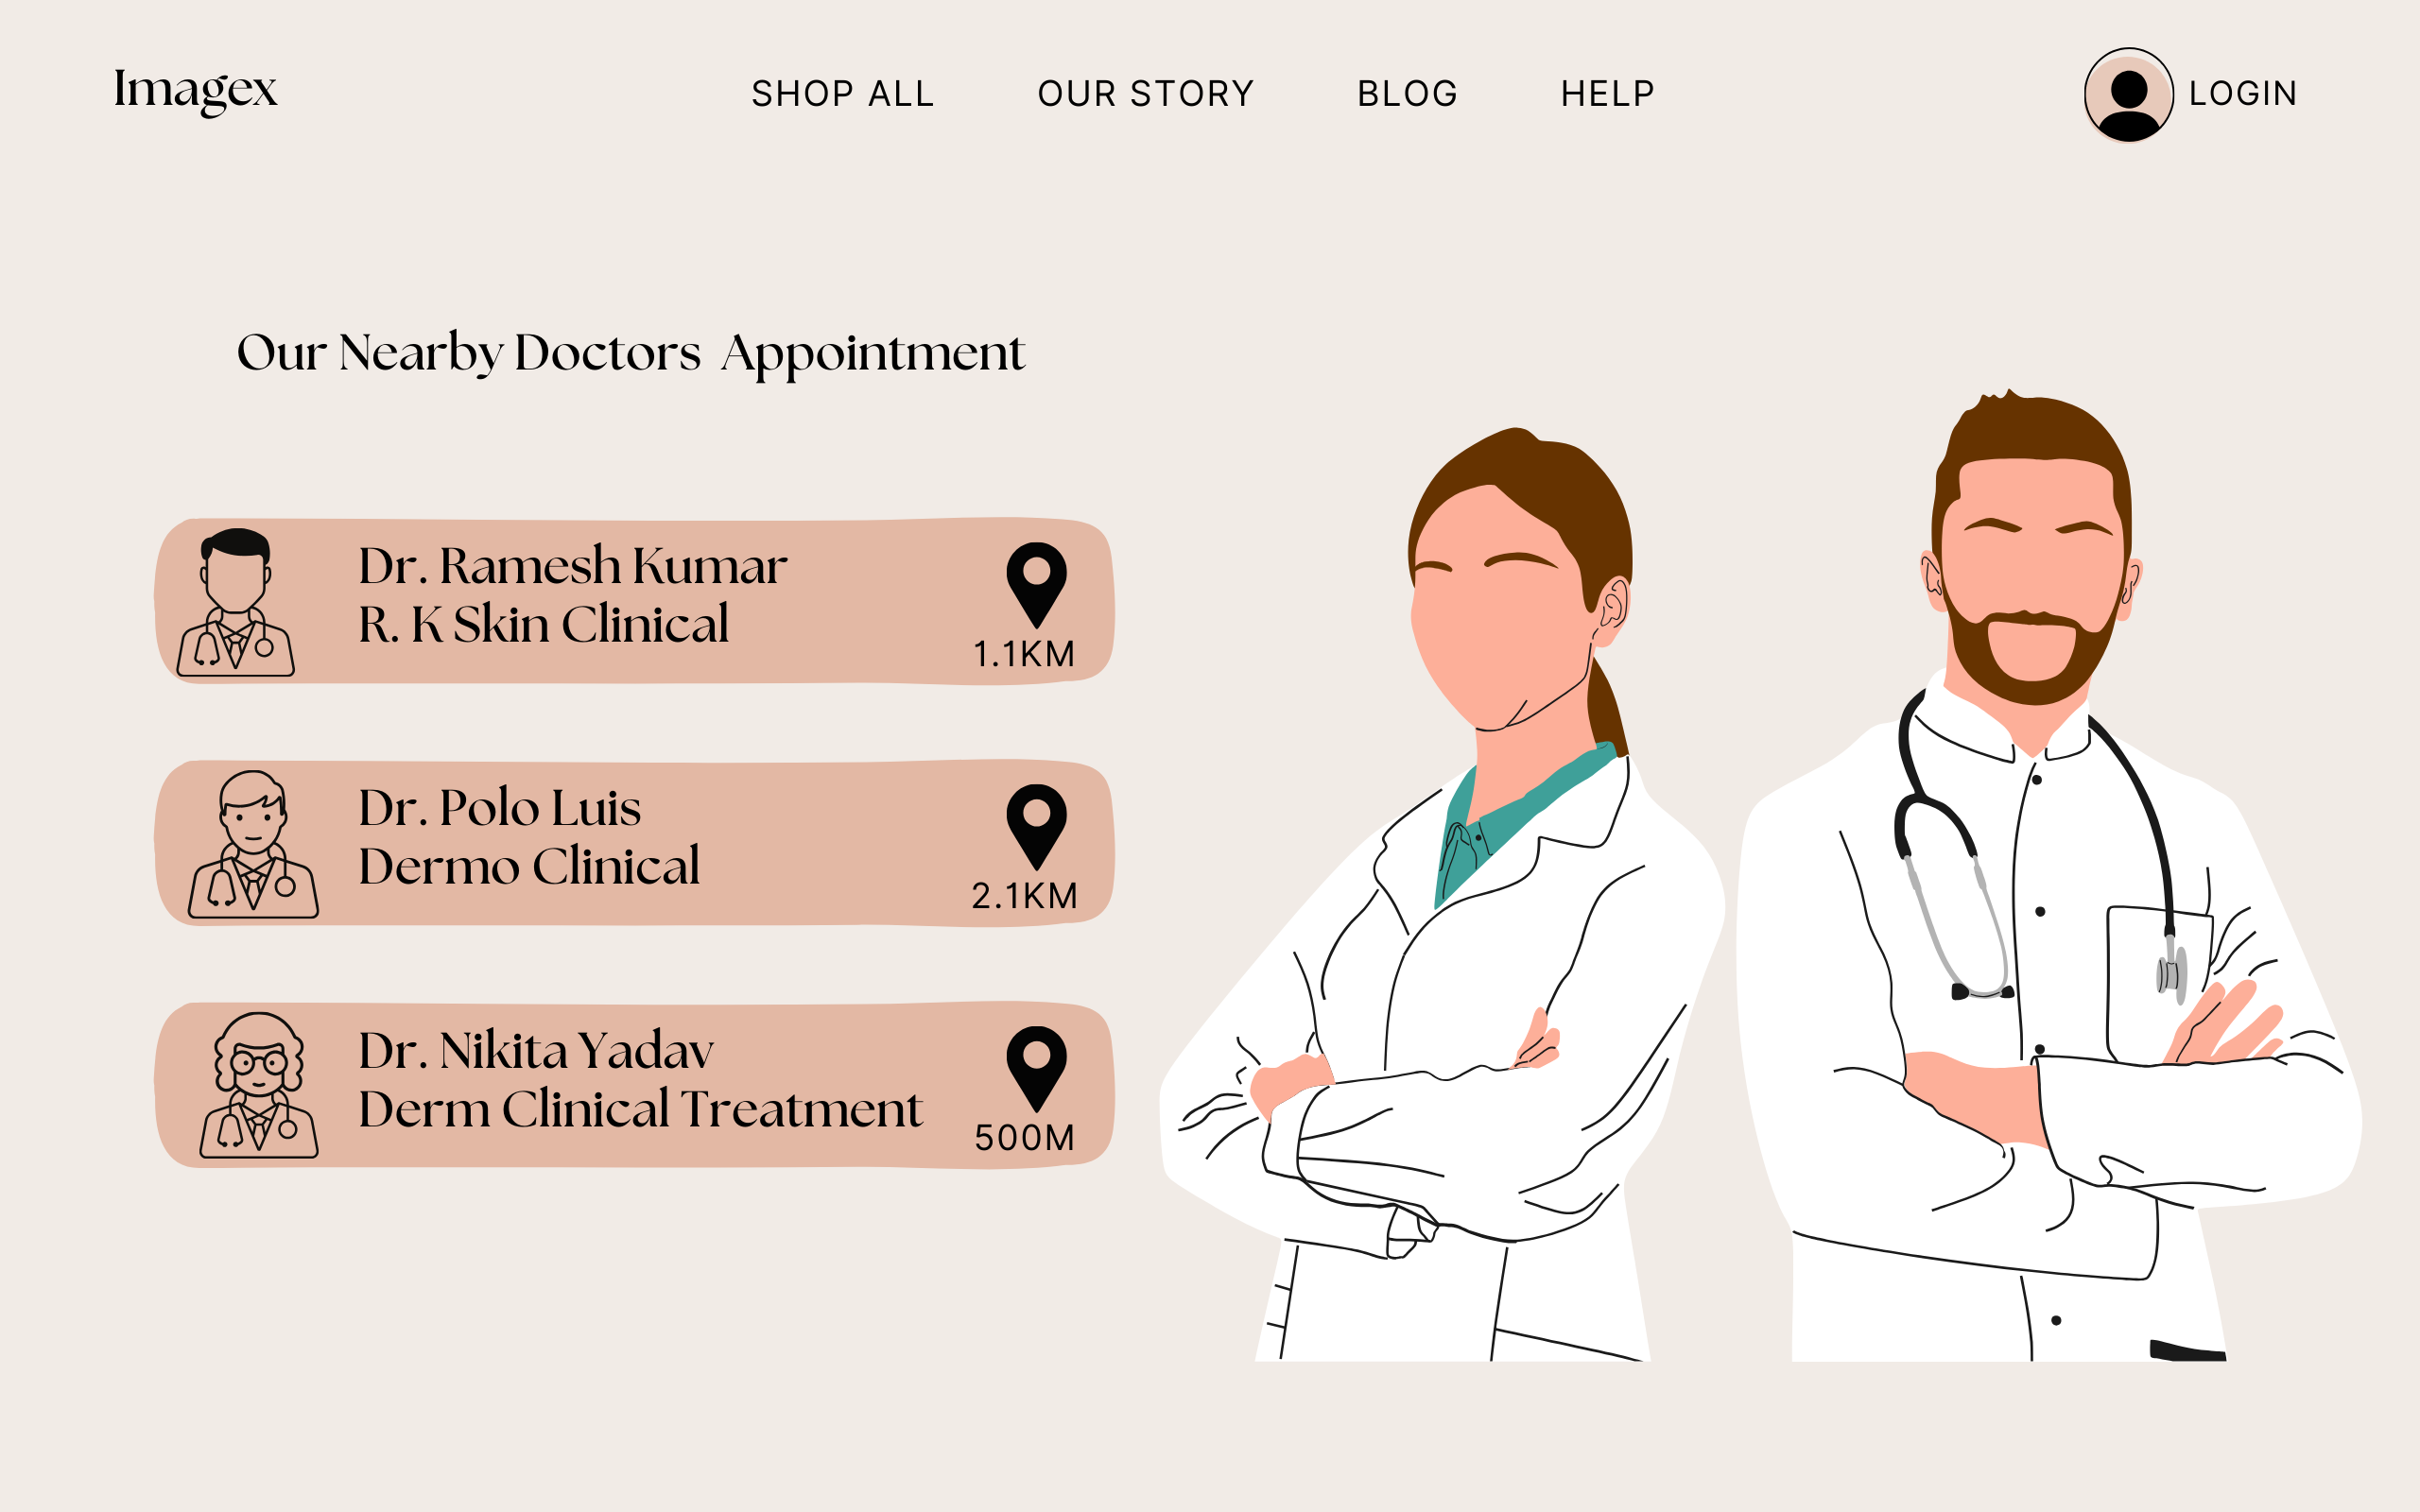 Imagex
SHOP ALL
OUR STORY
BLOG
HELP
LOGIN
Our Nearby Doctors Appointment
Dr. Ramesh Kumar
R. K Skin Clinical
1.1KM
Dr. Polo Luis
Dermo Clinical
2.1KM
Dr. Nikita Yadav
Derm Clinical Treatment
500M